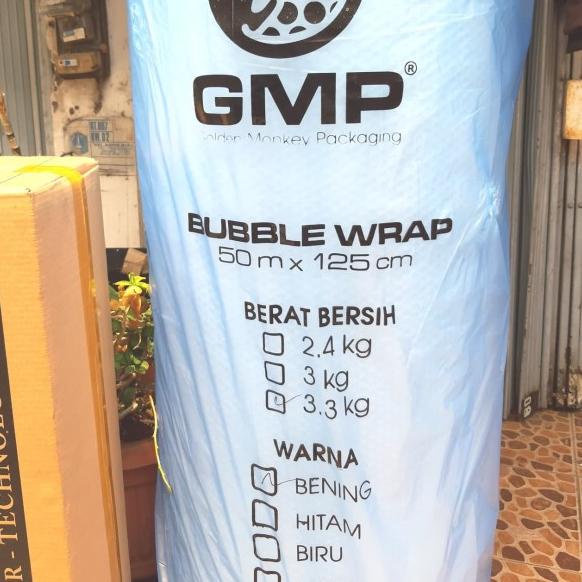 GMP®
Golden Monkey Packaging
BUBBLE WRAP
50 m x 125 cm
BERAT BERSIH
2.4 kg
3 kg
3.3 kg
WARNA
BENING
HITAM
BIRU
R - TECHNOLO